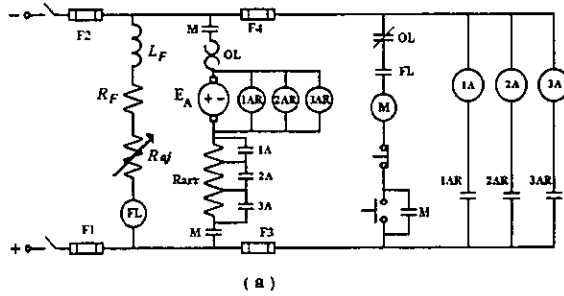 − F2 M F4
OL
L_F
OL
FL
R_F
E_A + −
1AR 2AR 3AR
M
1A 2A 3A
R_aj
1A
Rarr
2A
3A
1AR 2AR 3AR
M
FL
M
+ F1 F3